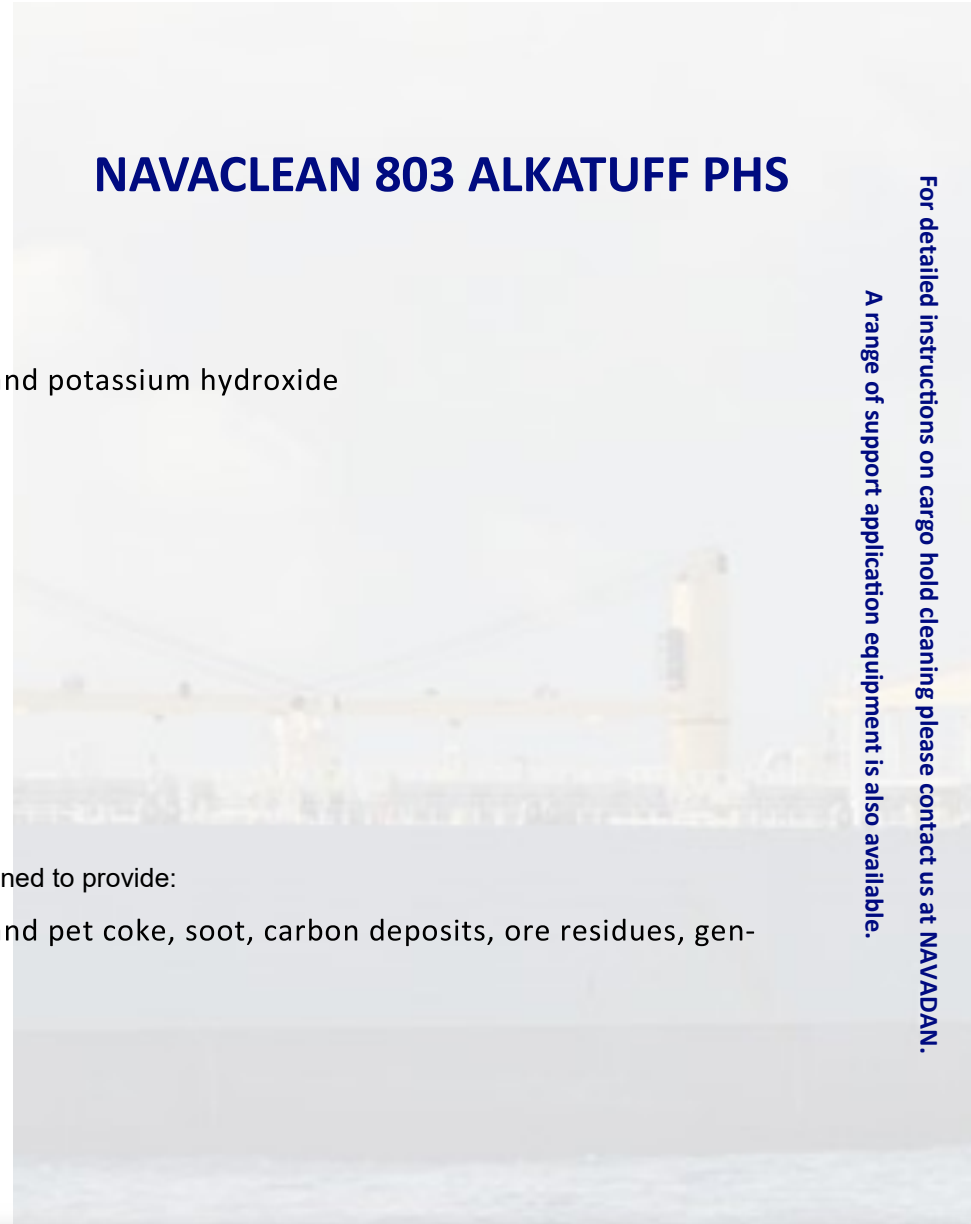 NAVACLEAN 803 ALKATUFF PHS
nd potassium hydroxide
ned to provide:
nd pet coke, soot, carbon deposits, ore residues, gen-
For detailed instructions on cargo hold cleaning please contact us at NAVADAN.
A range of support application equipment is also available.